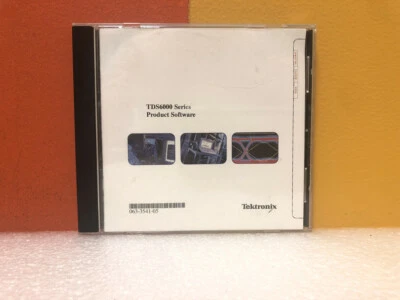 TDS6000 Series
Product Software
063-3541-05
Tektronix